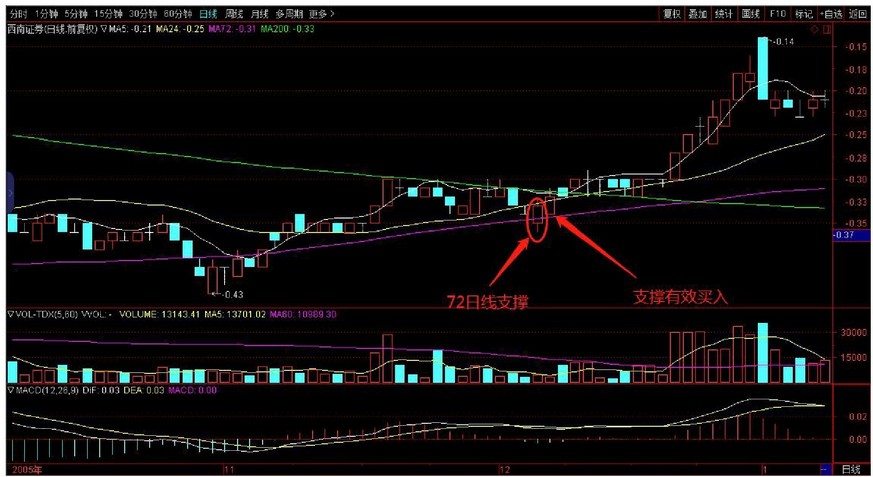 分时 1分钟 5分钟 15分钟 30分钟 60分钟 日线 周线 月线 多周期 更多> 复权 叠加 统计 画线 F10 标记 +自选 返回
西南证券(日线.前复权) ▽MA5: -0.21 MA24: -0.25 MA72: -0.31 MA200: -0.33
-0.14
-0.15
-0.18
-0.20
-0.25
-0.28
-0.30
-0.33
-0.35
-0.37
-0.43
72日线支撑
支撑有效买入
▽VOL-TDX(5,60) VVOL: - VOLUME: 13143.41 MA5: 13701.02 MA60: 10989.30
30000
15000
▽MACD(12,26,9) DIF: 0.03 DEA: 0.03 MACD: 0.00
0.02
0.00
2005年 11 12 1 日线